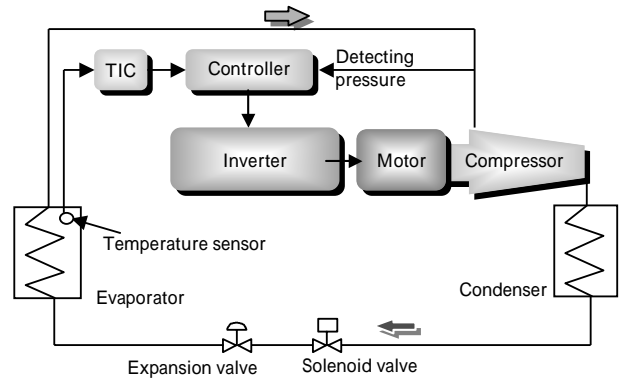 TIC
Controller
Detecting
pressure
Inverter
Motor
Compressor
Temperature sensor
Evaporator
Condenser
Expansion valve
Solenoid valve